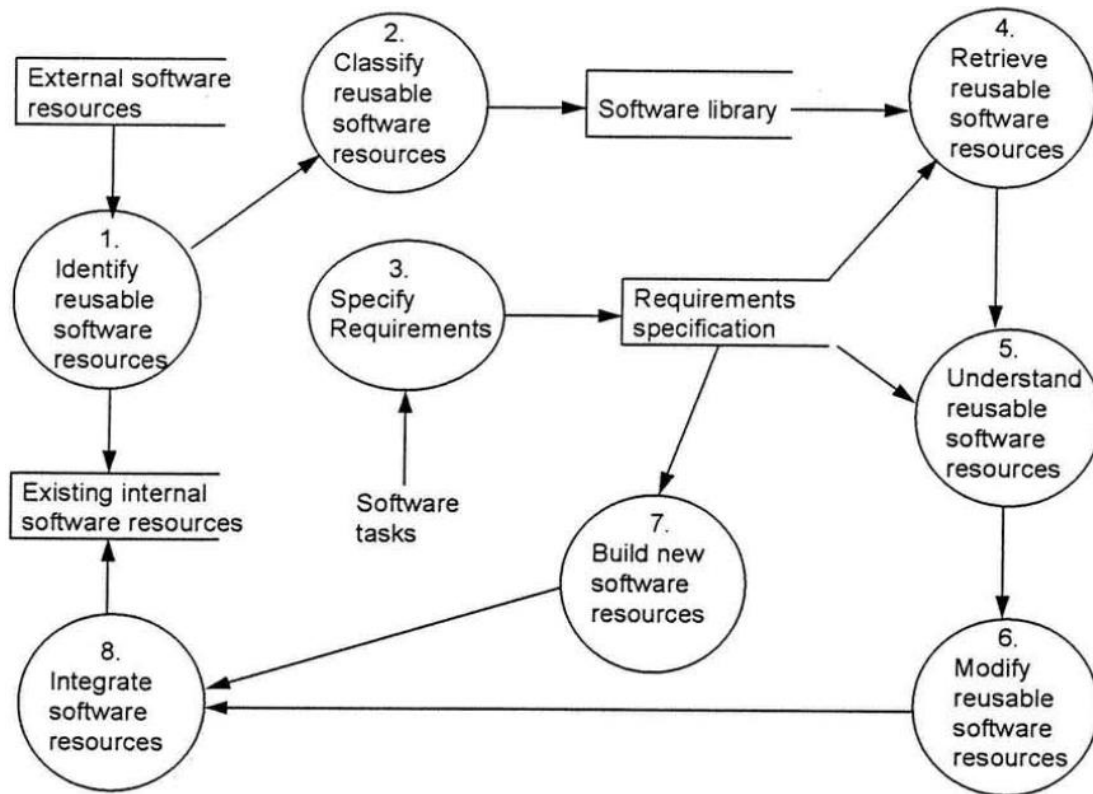 External software
resources
2.
Classify
reusable
software
resources
Software library
4.
Retrieve
reusable
software
resources
1.
Identify
reusable
software
resources
3.
Specify
Requirements
Requirements
specification
5.
Understand
reusable
software
resources
Existing internal
software resources
Software
tasks
7.
Build new
software
resources
8.
Integrate
software
resources
6.
Modify
reusable
software
resources